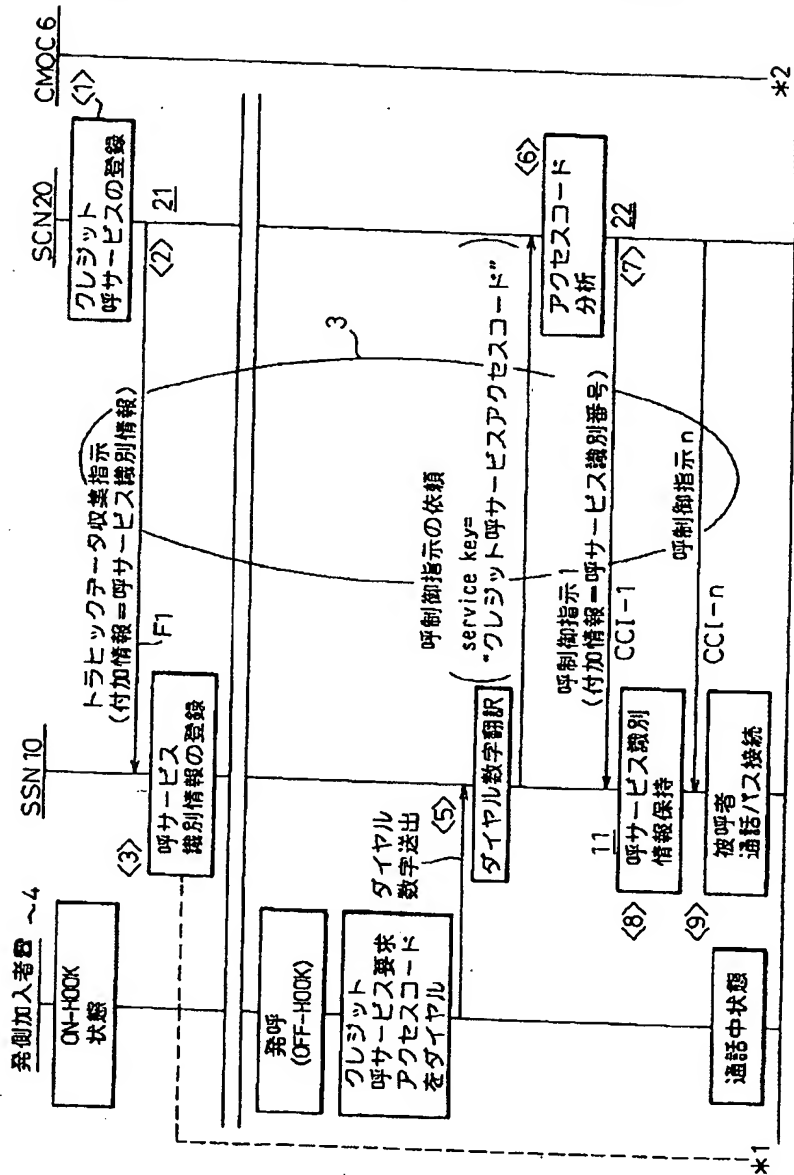 発側加入者 ~4
SSN10
SCN20
CMQC6
ON-HOOK
状態
クレジット
呼サービスの登録
<1>
トラヒックデータ収集指示
(付加情報=呼サービス識別情報)
<2>
21
F1
<3>
呼サービス
識別情報の登録
3
発呼
(OFF-HOOK)
クレジット
呼サービス要求
アクセスコード
をダイヤル
ダイヤル
数字送出
<5>
ダイヤル数字翻訳
呼制御指示の依頼
service key=
"クレジット呼サービスアクセスコード"
<6>
アクセスコード
分析
呼制御指示1
(付加情報=呼サービス識別番号)
CCI-1
<7>
22
11
呼サービス識別
情報保持
<8>
呼制御指示n
CCI-n
<9>
被呼者
通話パス接続
通話中状態
*1
*2